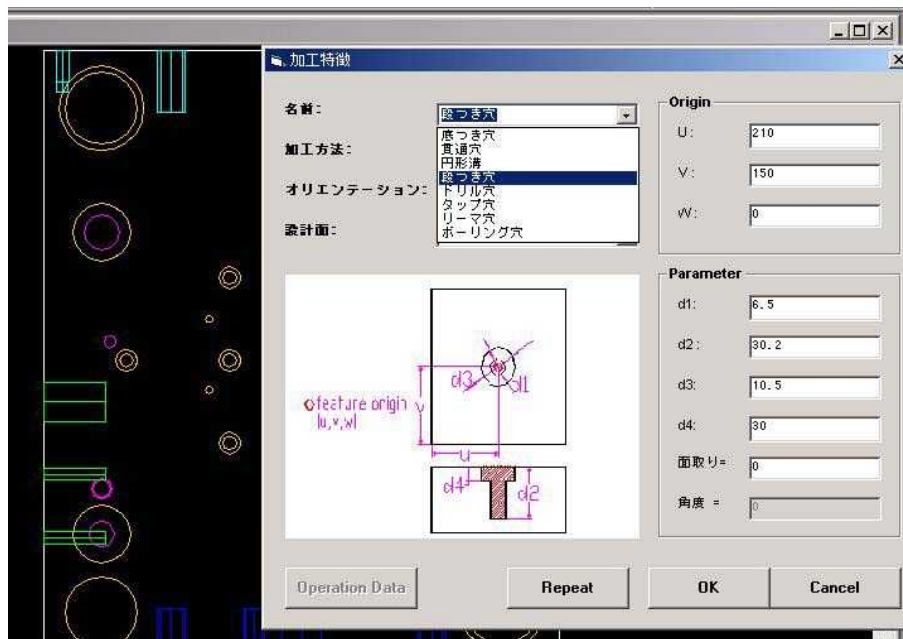 加工特徴
名前:
段つき穴
底つき穴
貫通穴
円形溝
段つき穴
ドリル穴
タップ穴
リーマ穴
ボーリング穴
加工方法:
オリエンテーション:
設計面:
Origin
U: 210
V: 150
W: 0
Parameter
d1: 6.5
d2: 30.2
d3: 10.5
d4: 30
面取り= 0
角度 = 0
d3 d1
feature origin
(u,v,w)
v
u
d4 d2
Operation Data
Repeat
OK
Cancel